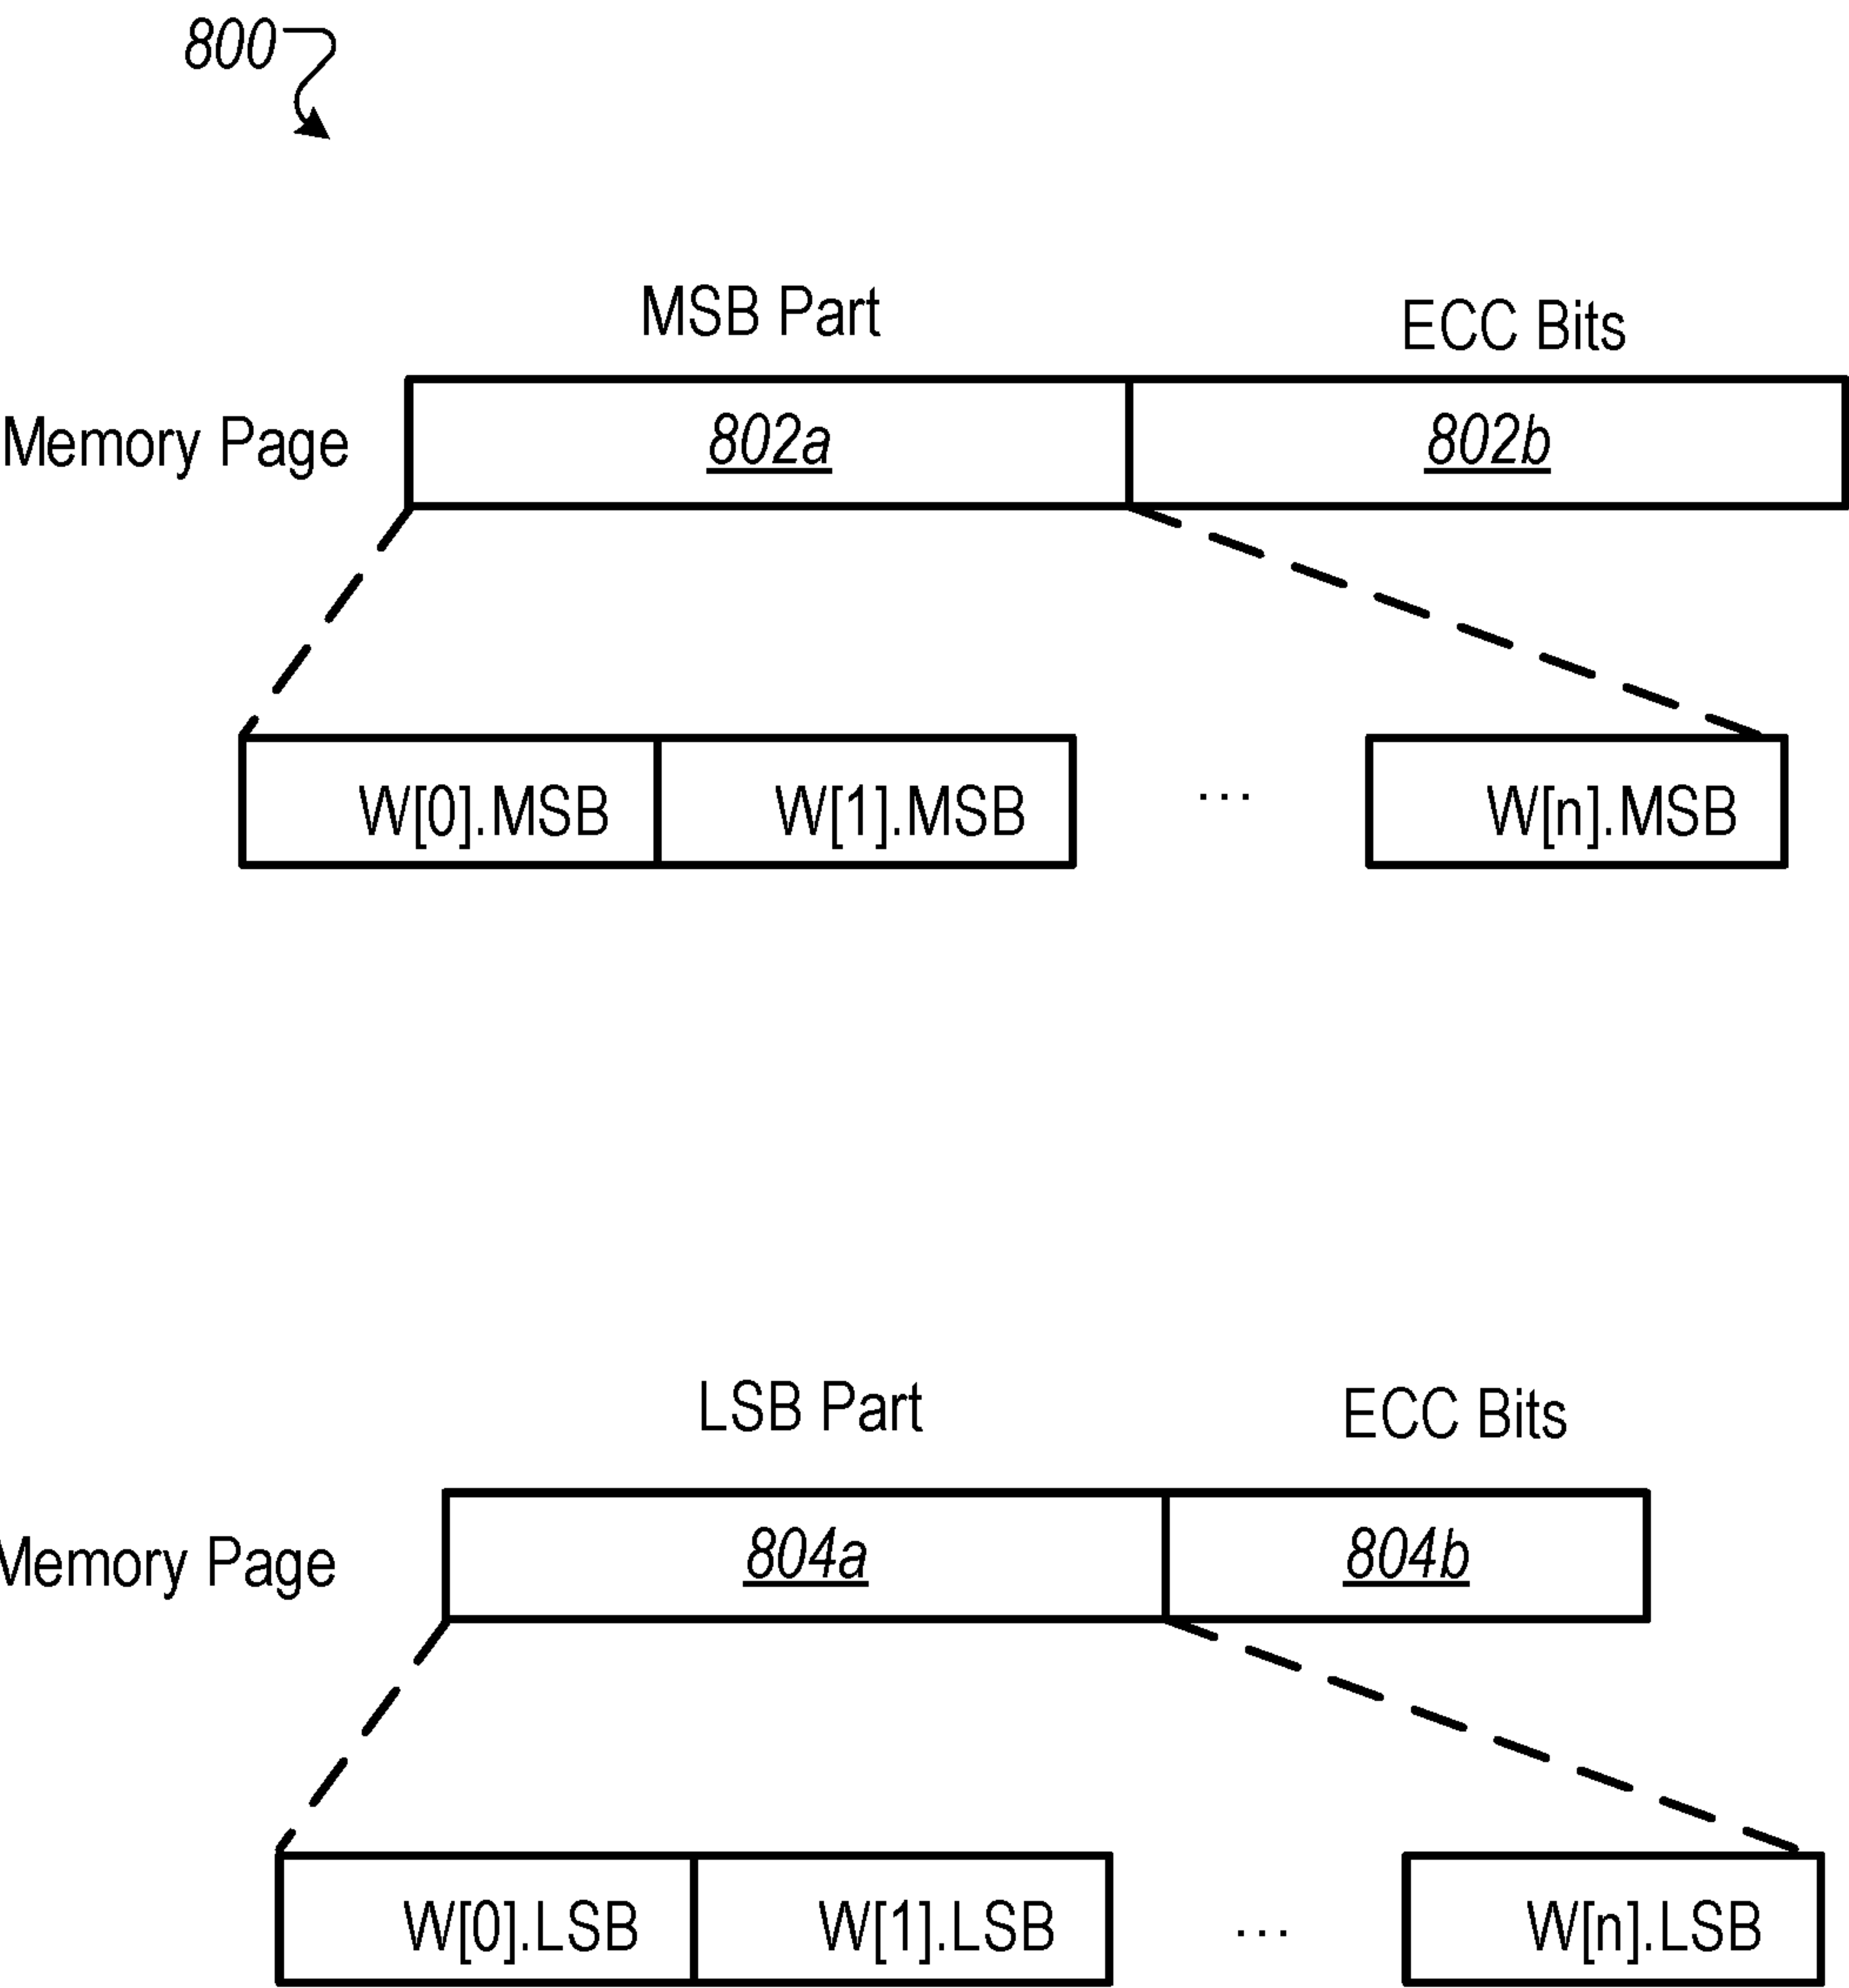 800
MSB Part
ECC Bits
Memory Page
802a
802b
W[0].MSB
W[1].MSB
...
W[n].MSB
LSB Part
ECC Bits
Memory Page
804a
804b
W[0].LSB
W[1].LSB
...
W[n].LSB